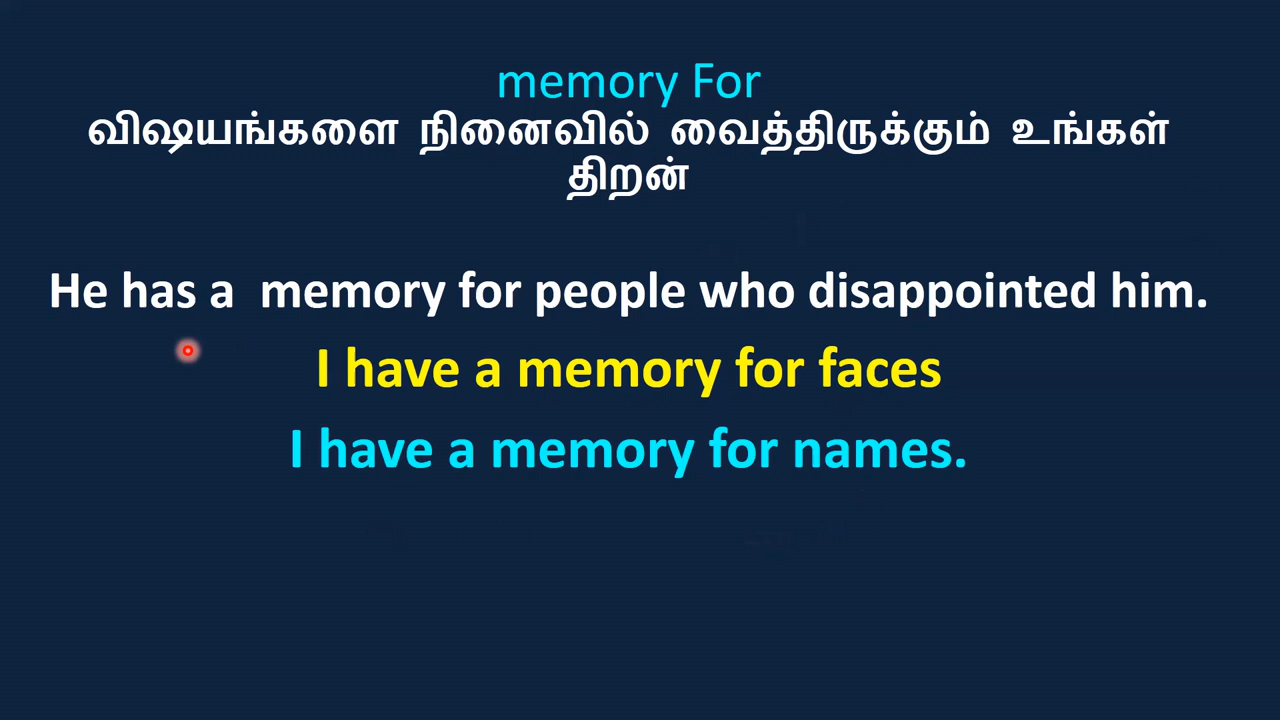 memory For
விஷயங்களை நினைவில் வைத்திருக்கும் உங்கள்
திறன்
He has a memory for people who disappointed him.
I have a memory for faces
I have a memory for names.